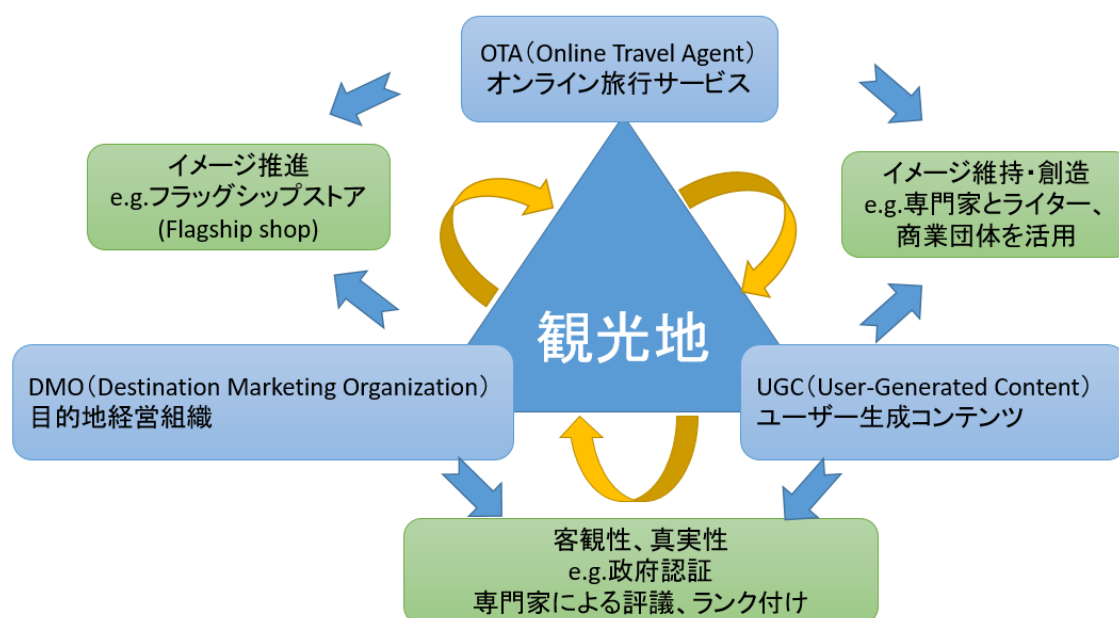 OTA（Online Travel Agent）
オンライン旅行サービス
イメージ推進
e.g.フラッグシップストア
(Flagship shop)
イメージ維持・創造
e.g.専門家とライター、
商業団体を活用
観光地
DMO（Destination Marketing Organization）
目的地経営組織
UGC（User-Generated Content）
ユーザー生成コンテンツ
客観性、真実性
e.g.政府認証
専門家による評議、ランク付け